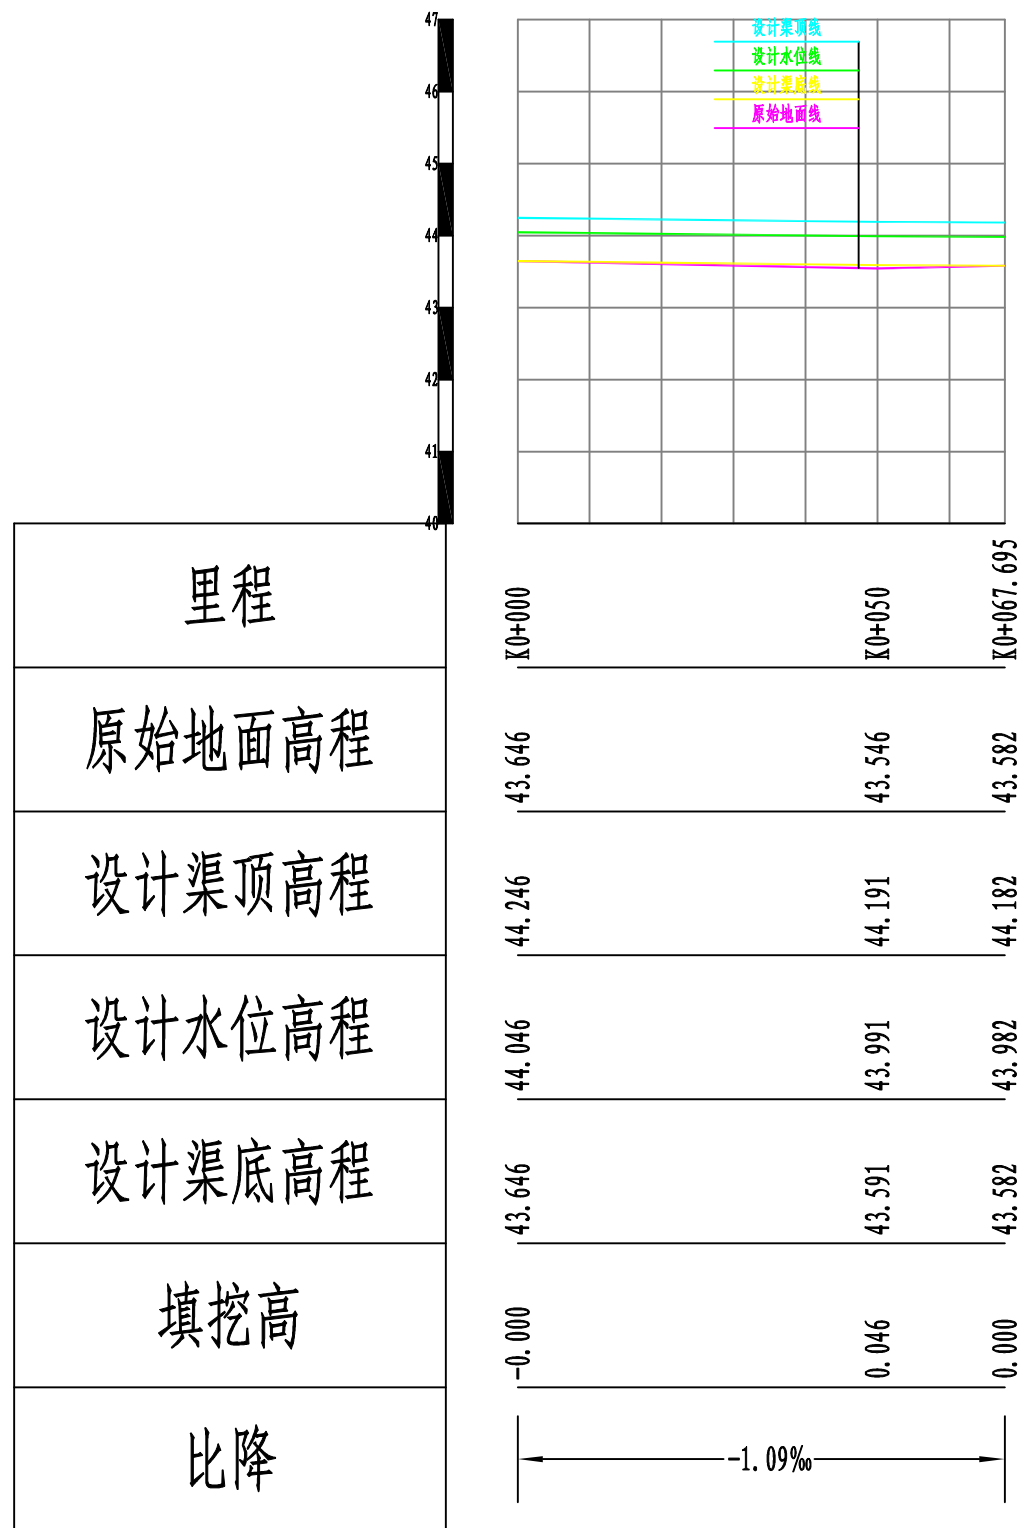 47
46
45
44
43
42
41
40
设计渠顶线
设计水位线
设计渠底线
原始地面线
里程 K0+000 K0+050 K0+067.695
原始地面高程 43.646 43.546 43.582
设计渠顶高程 44.246 44.191 44.182
设计水位高程 44.046 43.991 43.982
设计渠底高程 43.646 43.591 43.582
填挖高 -0.000 0.046 0.000
比降 -1.09‰